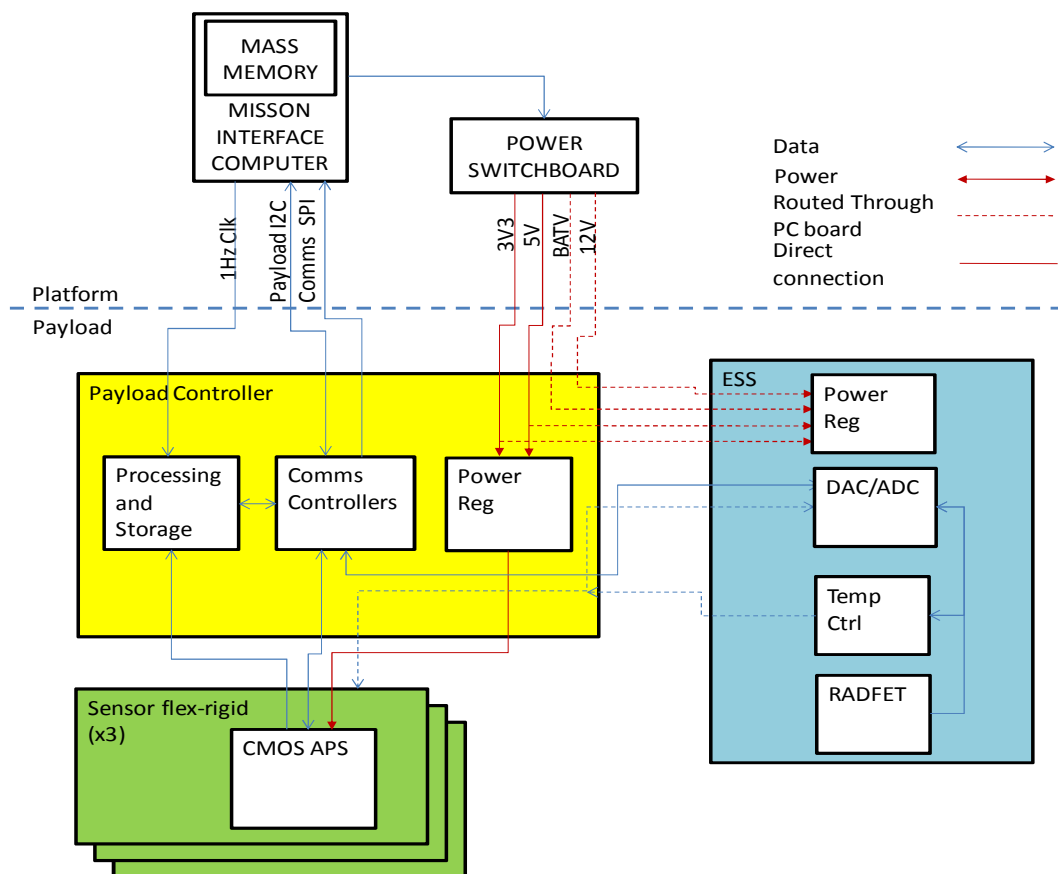 MASS
MEMORY
MISSON
INTERFACE
COMPUTER
POWER
SWITCHBOARD
Data
Power
Routed Through
PC board
Direct
connection
1Hz Clk
Payload I2C
Comms SPI
3V3
5V
BATV
12V
Platform
Payload
Payload Controller
Processing
and
Storage
Comms
Controllers
Power
Reg
ESS
Power
Reg
DAC/ADC
Temp
Ctrl
RADFET
Sensor flex-rigid
(x3)
CMOS APS